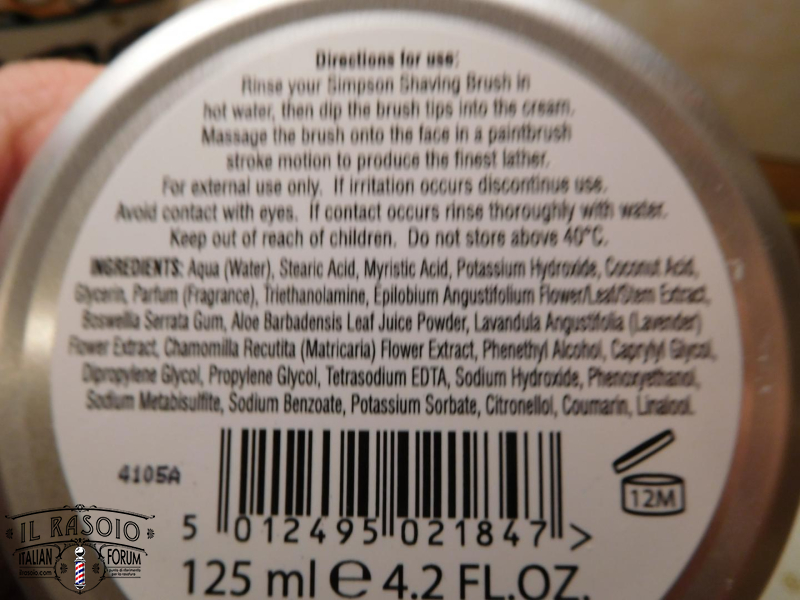 Directions for use:
Rinse your Simpson Shaving Brush in
hot water, then dip the brush tips into the cream.
Massage the brush onto the face in a paintbrush
stroke motion to produce the finest lather.
For external use only. If irritation occurs discontinue use.
Avoid contact with eyes. If contact occurs rinse thoroughly with water.
Keep out of reach of children. Do not store above 40°C.
INGREDIENTS: Aqua (Water), Stearic Acid, Myristic Acid, Potassium Hydroxide, Coconut Acid,
Glycerin, Parfum (Fragrance), Triethanolamine, Epilobium Angustifolium Flower/Leaf/Stem Extract,
Boswellia Serrata Gum, Aloe Barbadensis Leaf Juice Powder, Lavandula Angustifolia (Lavender)
Flower Extract, Chamomilla Recutita (Matricaria) Flower Extract, Phenethyl Alcohol, Caprylyl Glycol,
Dipropylene Glycol, Propylene Glycol, Tetrasodium EDTA, Sodium Hydroxide, Phenoxyethanol,
Sodium Metabisulfite, Sodium Benzoate, Potassium Sorbate, Citronellol, Coumarin, Linalool.
4105A
12M
5 012495 021847 >
125 ml e 4.2 FL.OZ.
IL RASOIO
ITALIAN FORUM
ilrasoio.com